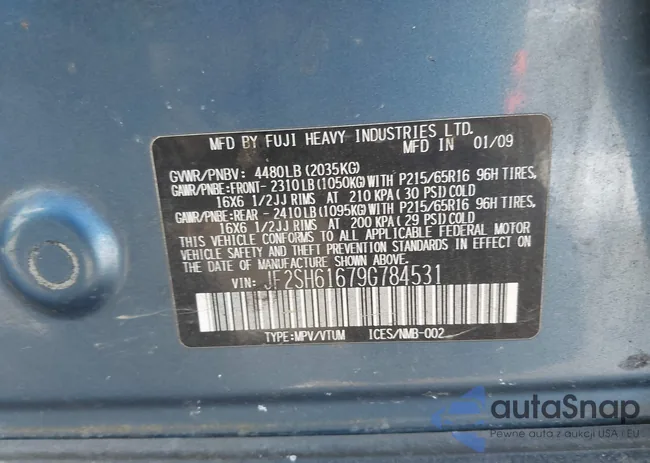 MFD BY FUJI HEAVY INDUSTRIES LTD.
MFD IN 01/09
GVWR/PNBV: 4480LB(2035KG)
GAWR/PNBE:FRONT- 2310LB(1050KG)WITH P215/65R16 96H TIRES,
16X6 1/2JJ RIMS AT 210 KPA( 30 PSI)COLD
GAWR/PNBE:REAR - 2410LB(1095KG)WITH P215/65R16 96H TIRES,
16X6 1/2JJ RIMS AT 200 KPA( 29 PSI)COLD
THIS VEHICLE CONFORMS TO ALL APPLICABLE FEDERAL MOTOR
VEHICLE SAFETY AND THEFT PREVENTION STANDARDS IN EFFECT
ON THE DATE OF MANUFACTURE SHOWN ABOVE.
VIN: JF2SH61679G784531
TYPE:MPV/VTUM ICES/NMB-002
autoSnap
Pewne auta z aukcji USA i EU